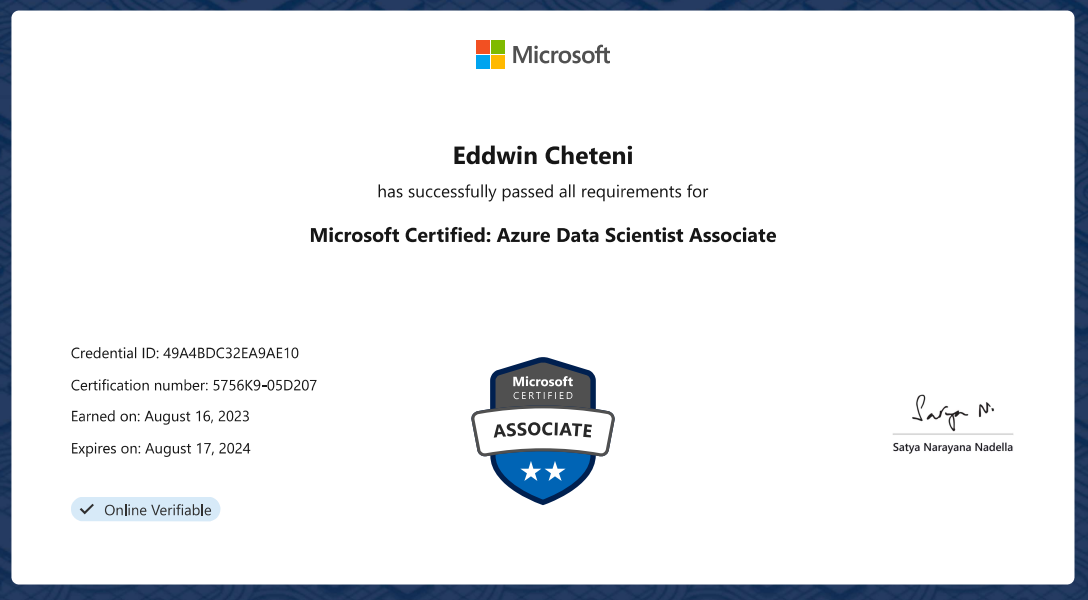 Microsoft
Eddwin Cheteni
has successfully passed all requirements for
Microsoft Certified: Azure Data Scientist Associate
Credential ID: 49A4BDC32EA9AE10
Certification number: 5756K9-05D207
Earned on: August 16, 2023
Expires on: August 17, 2024
Online Verifiable
Microsoft
CERTIFIED
ASSOCIATE
Satya N.
Satya Narayana Nadella